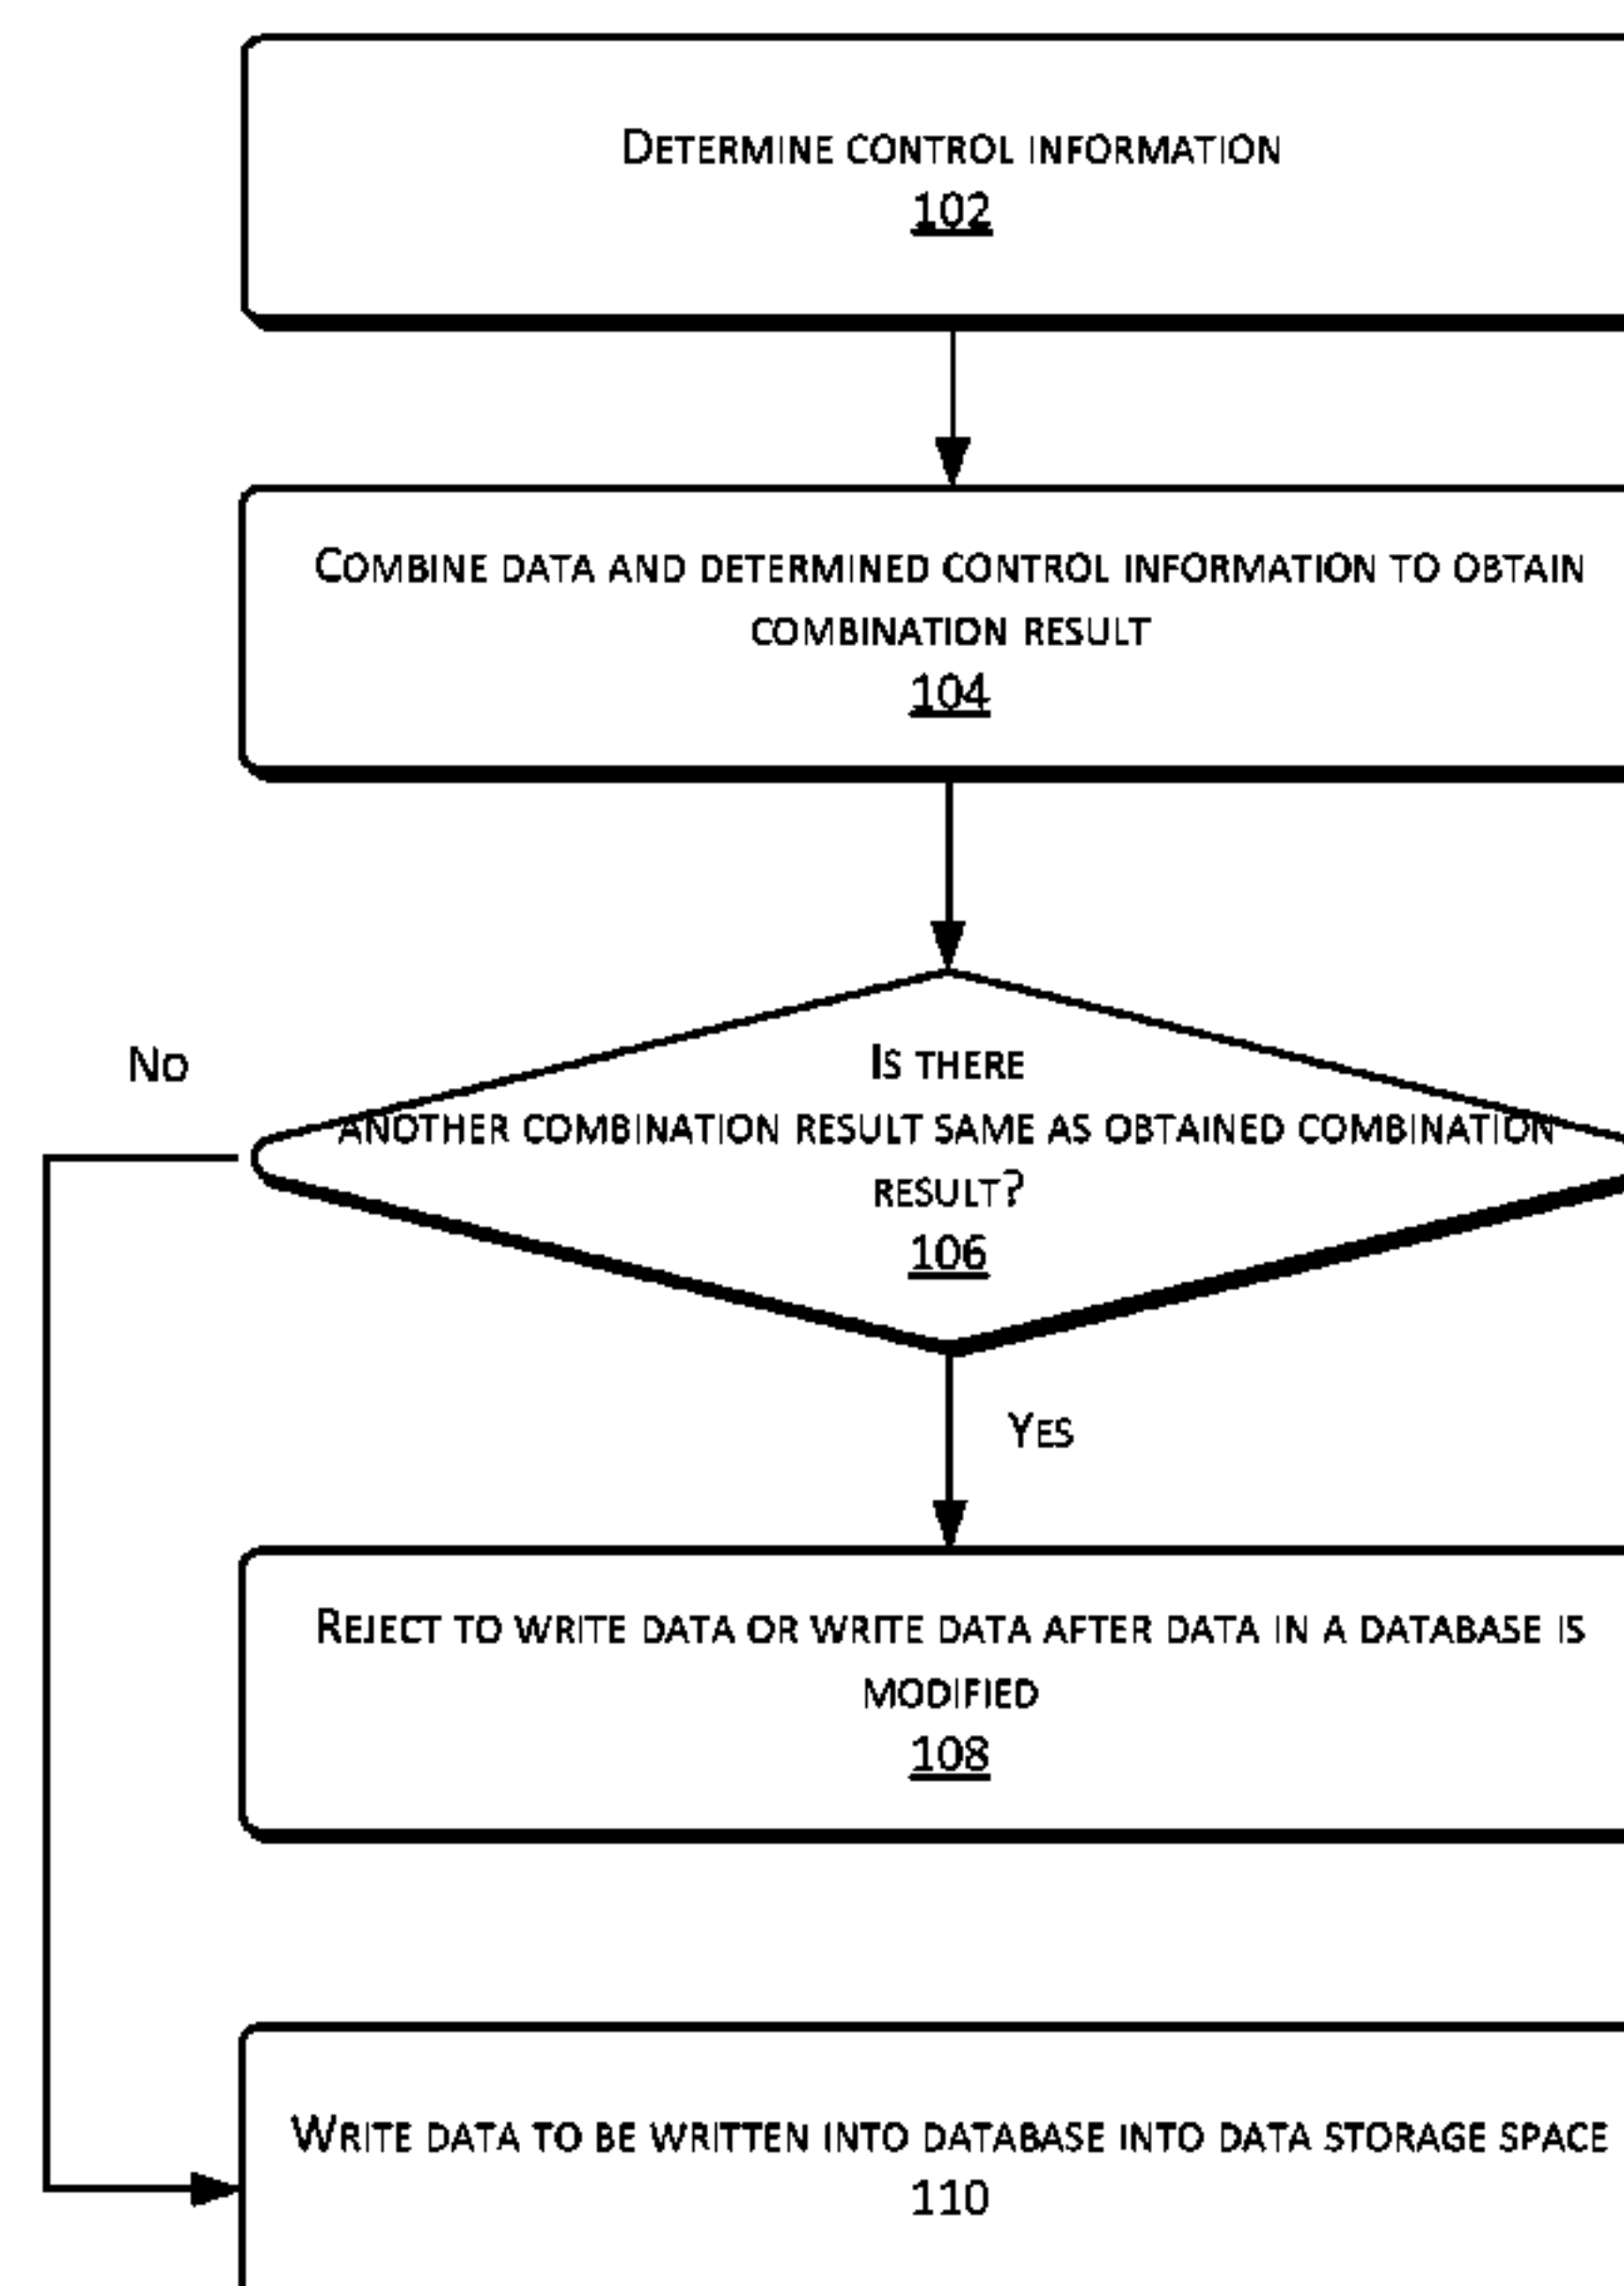 Determine control information
102
Combine data and determined control information to obtain
combination result
104
Is there
No
another combination result same as obtained combination
result?
106
Yes
Reject to write data or write data after data in a database is
modified
108
Write data to be written into database into data storage space
110